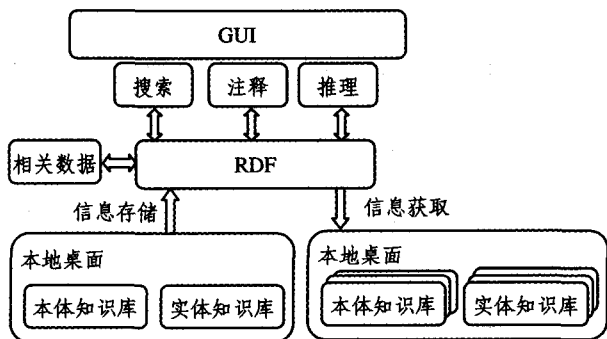 GUI
搜索
注释
推理
相关数据
RDF
信息存储
信息获取
本地桌面
本体知识库
实体知识库
本地桌面
本体知识库
实体知识库